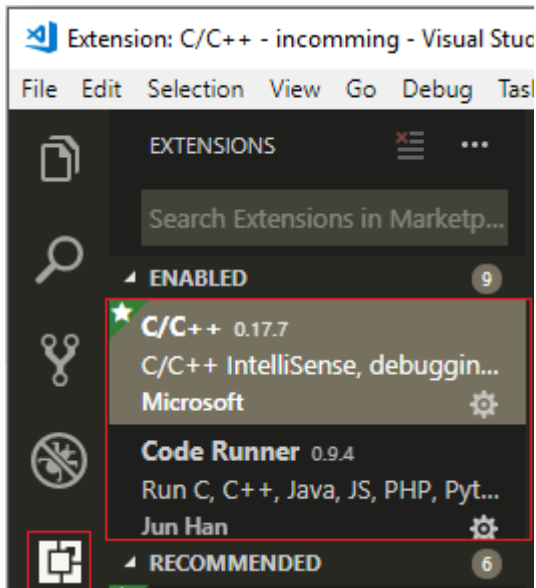 Extension: C/C++ - incomming - Visual Stud
File Edit Selection View Go Debug Tas
EXTENSIONS
Search Extensions in Marketp...
ENABLED 9
C/C++ 0.17.7
C/C++ IntelliSense, debuggin...
Microsoft
Code Runner 0.9.4
Run C, C++, Java, JS, PHP, Pyt...
Jun Han
RECOMMENDED 6